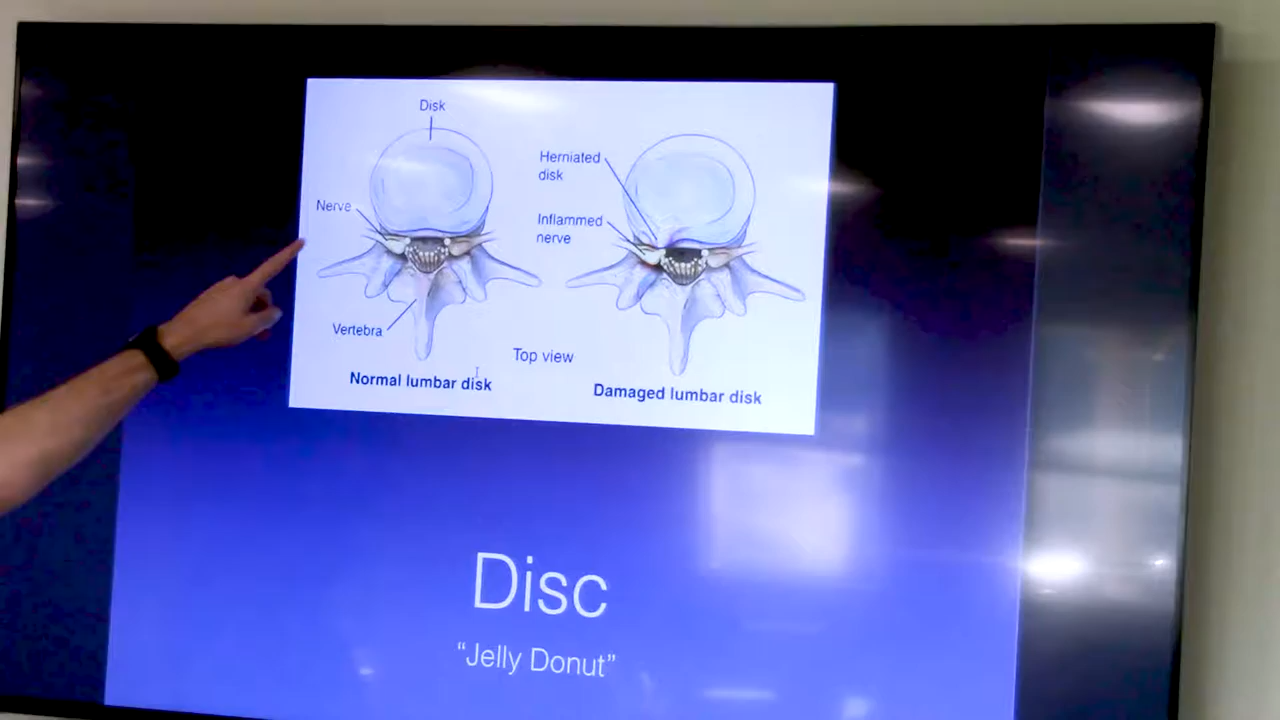 Disk
Nerve
Vertebra
Normal lumbar disk
Top view
Herniated
disk
Inflammed
nerve
Damaged lumbar disk
Disc
“Jelly Donut”